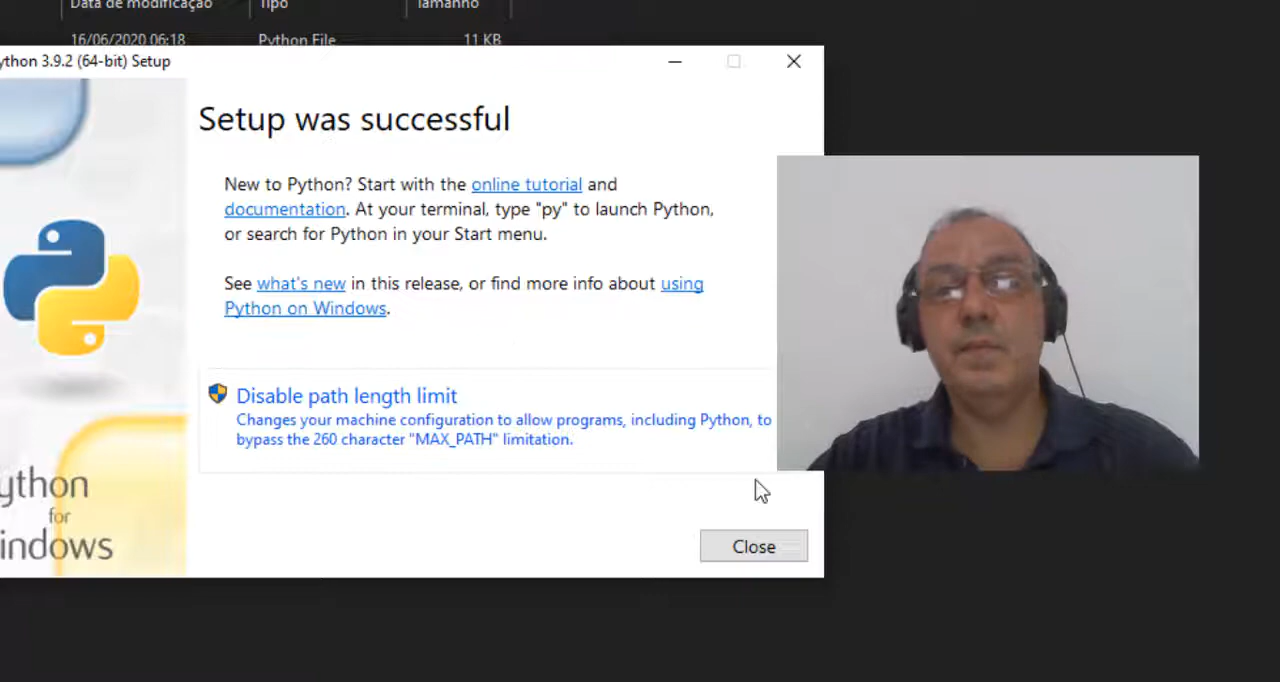 Data de modificação Tipo Tamanho
16/06/2020 06:18 Python File 11 KB
ython 3.9.2 (64-bit) Setup
Setup was successful
New to Python? Start with the online tutorial and
documentation. At your terminal, type "py" to launch Python,
or search for Python in your Start menu.
See what's new in this release, or find more info about using
Python on Windows.
Disable path length limit
Changes your machine configuration to allow programs, including Python, to
bypass the 260 character "MAX_PATH" limitation.
ython
for
indows
Close